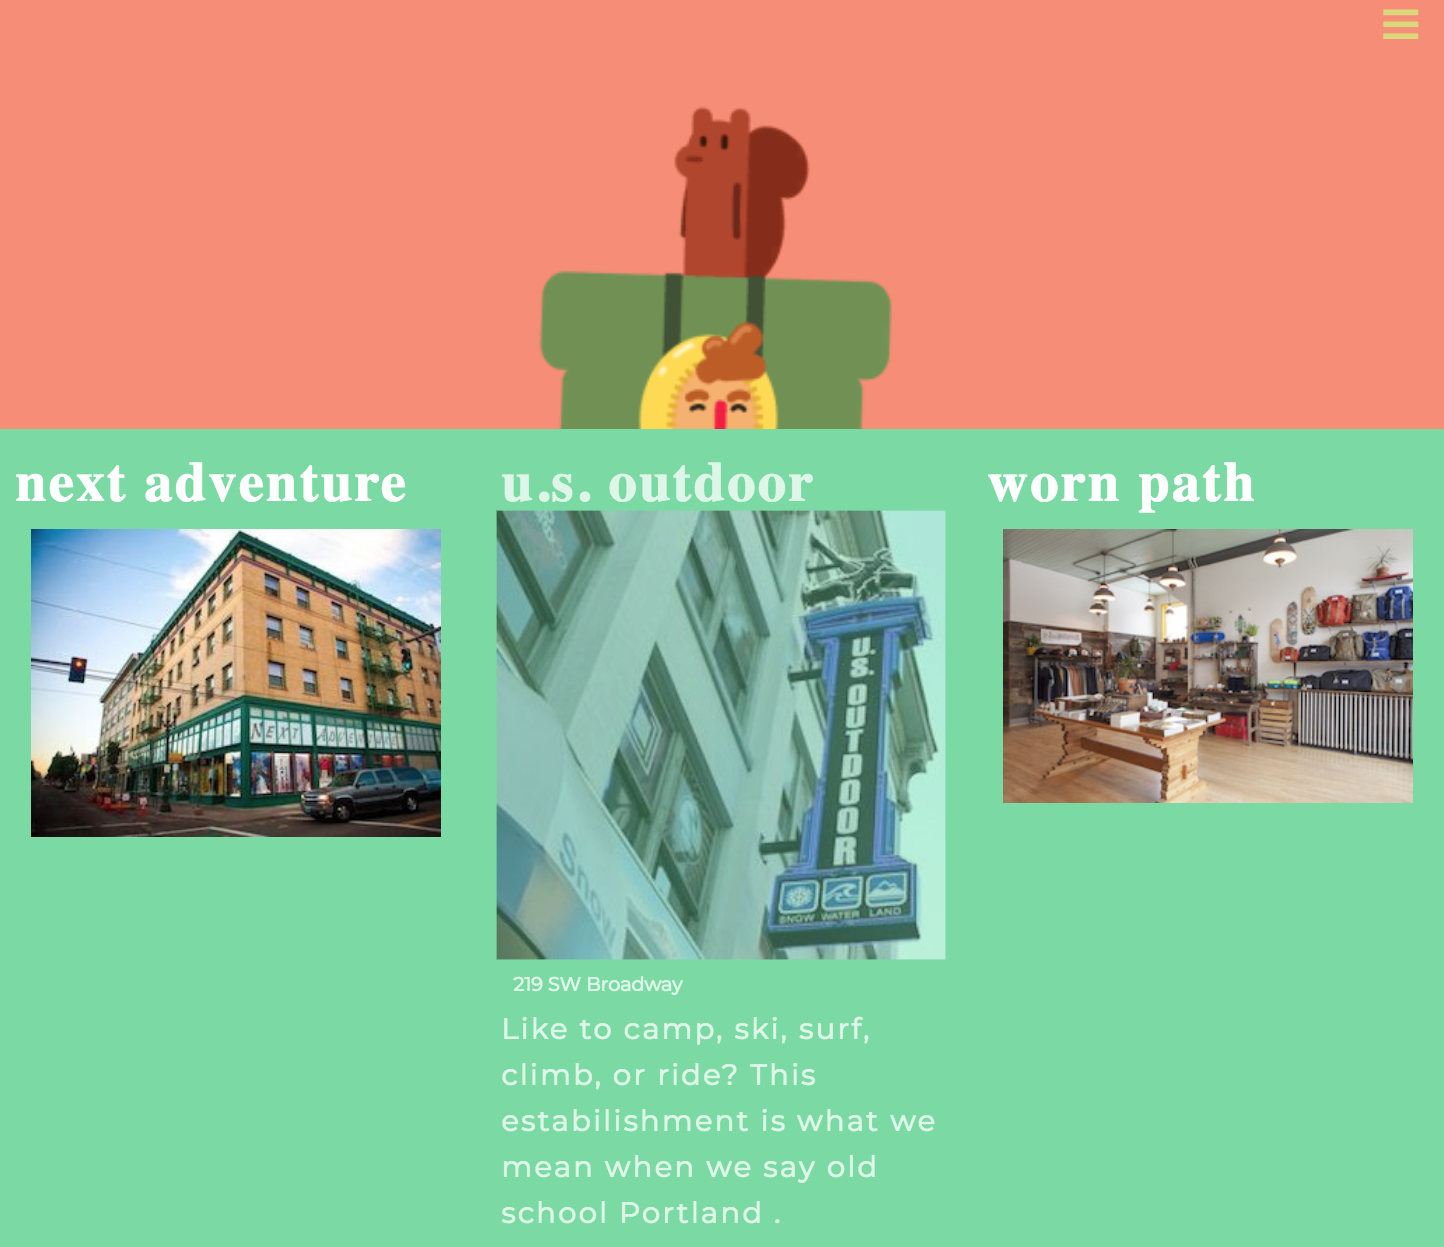 next adventure
u.s. outdoor
worn path
NEXT ADVENTURE
U.S. OUTDOOR
Snow
SNOW WATER LAND
219 SW Broadway
Like to camp, ski, surf,
climb, or ride? This
estabilishment is what we
mean when we say old
school Portland .